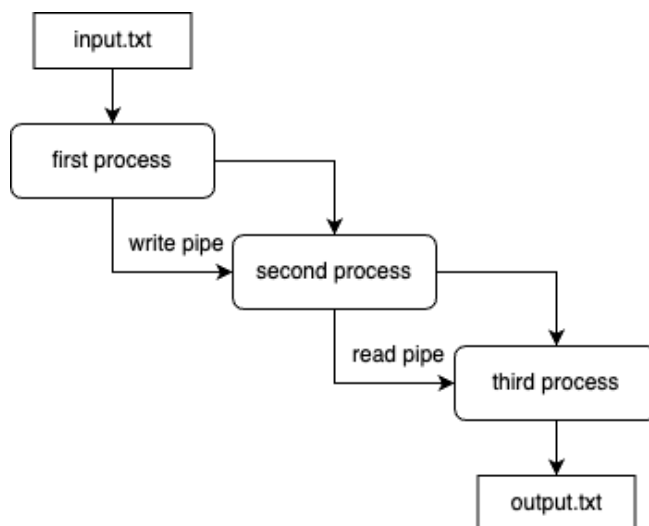 input.txt
first process
write pipe
second process
read pipe
third process
output.txt